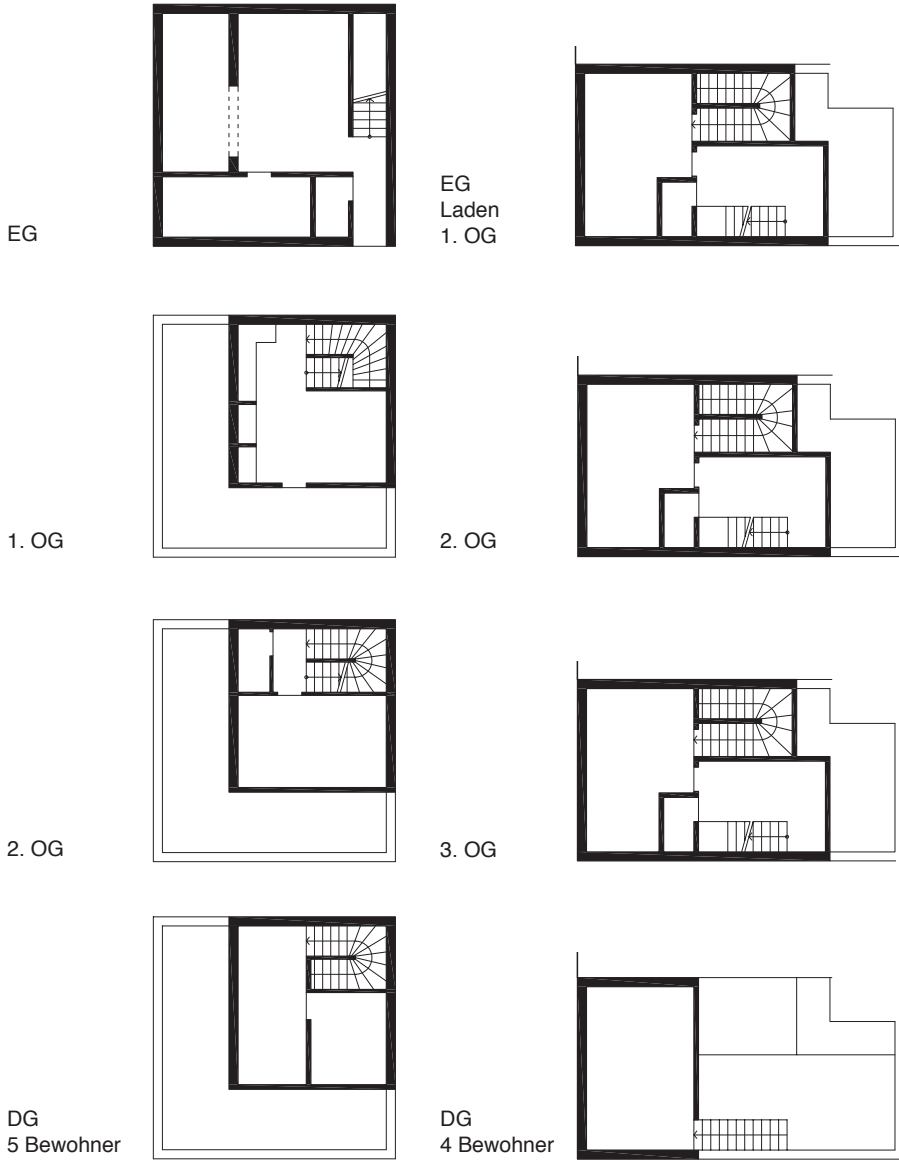 EG
EG
Laden
1. OG
1. OG
2. OG
2. OG
3. OG
DG
5 Bewohner
DG
4 Bewohner